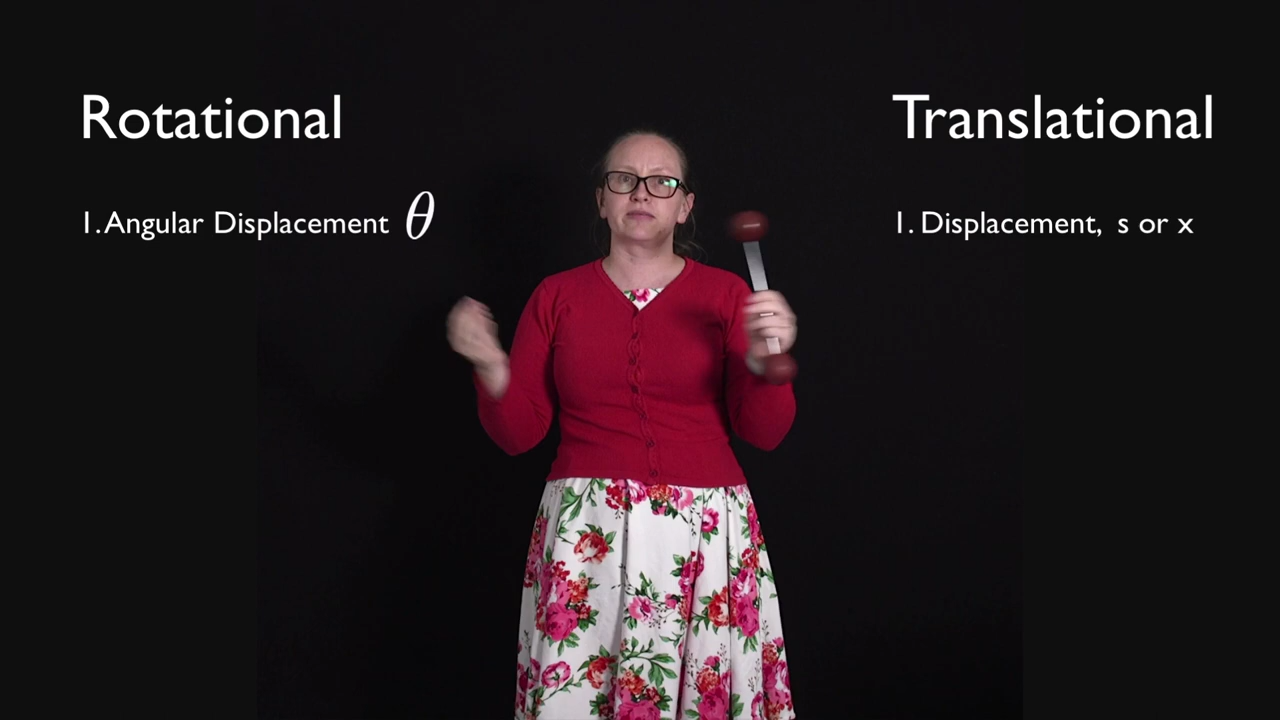 Rotational
Translational
1. Angular Displacement θ
1. Displacement, s or x